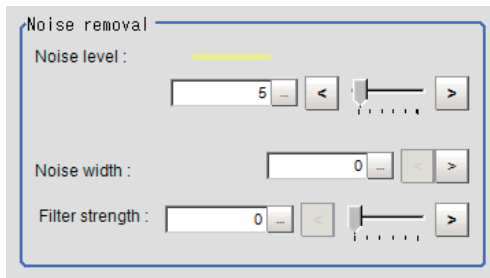 Noise removal
Noise level :
5 ... < >
Noise width :
0 ... < >
Filter strength :
0 ... < >